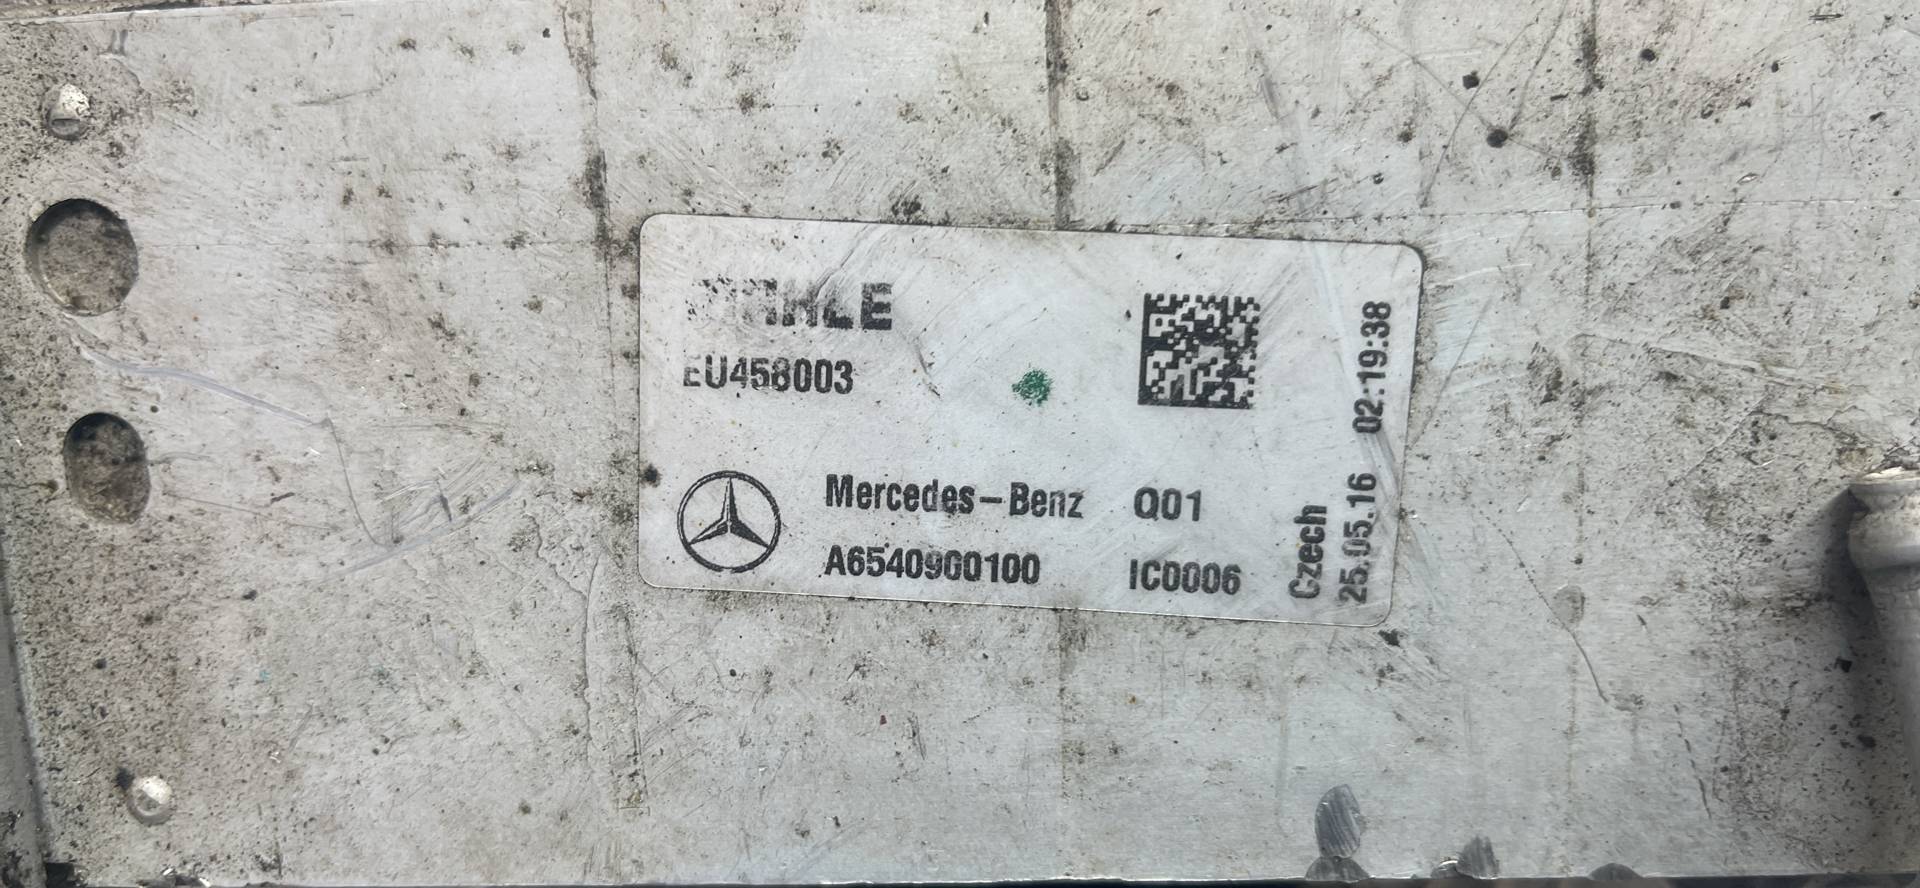 MAHLE
EU458003
Mercedes-Benz Q01
A6540900100 IC0006
Czech
25.05.16 02:19:38